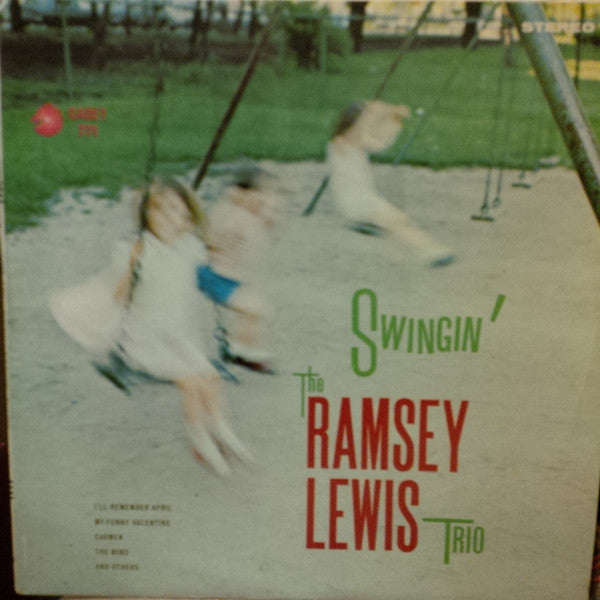 STEREO
SWINGIN'
The
RAMSEY
LEWIS
TRIO
I'LL REMEMBER APRIL
MY FUNNY VALENTINE
CARMEN
THE WIND
AND OTHERS